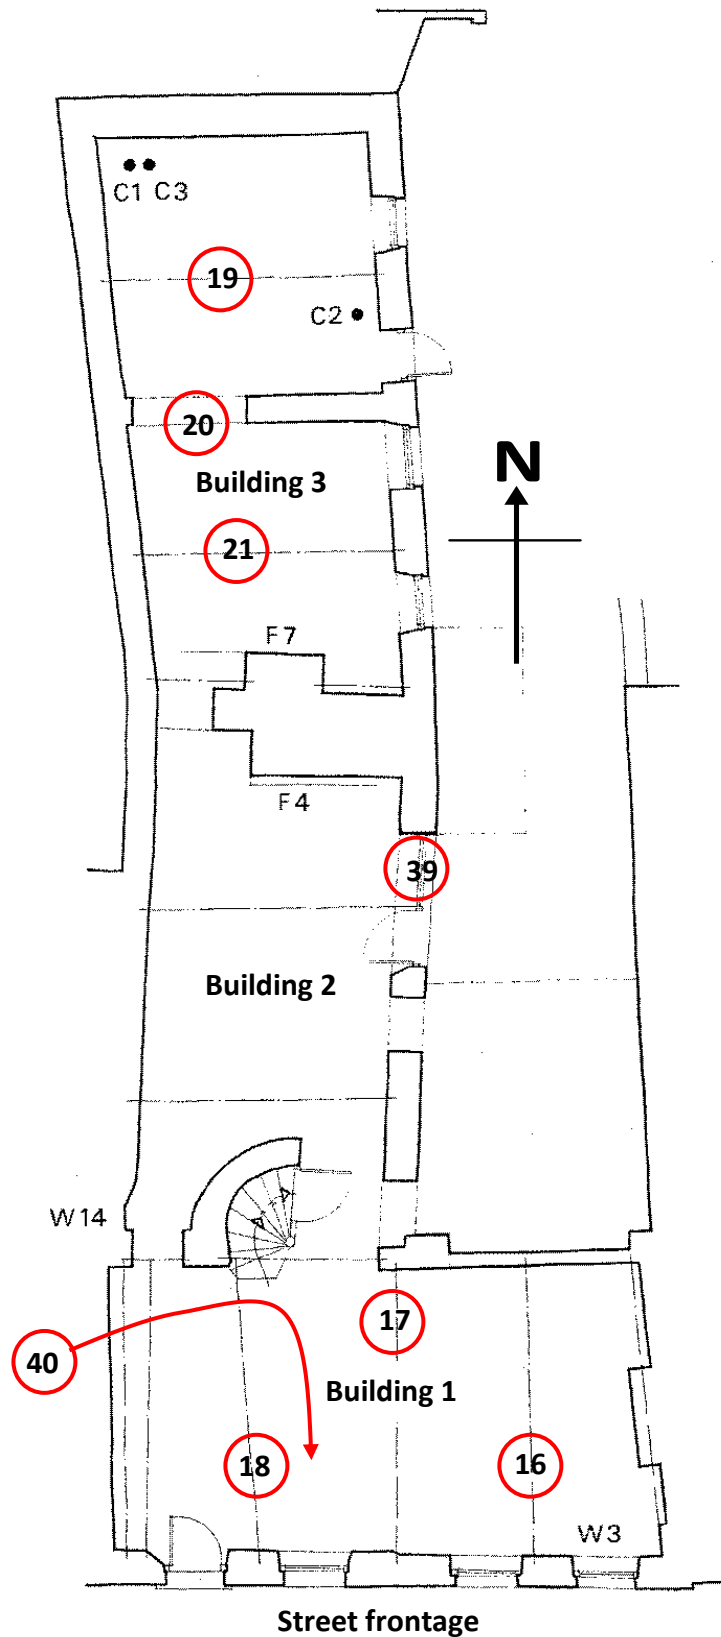 C1 C3
19
C2
20
Building 3
N
21
F7
F4
39
Building 2
W14
17
40
Building 1
18
16
W3
Street frontage